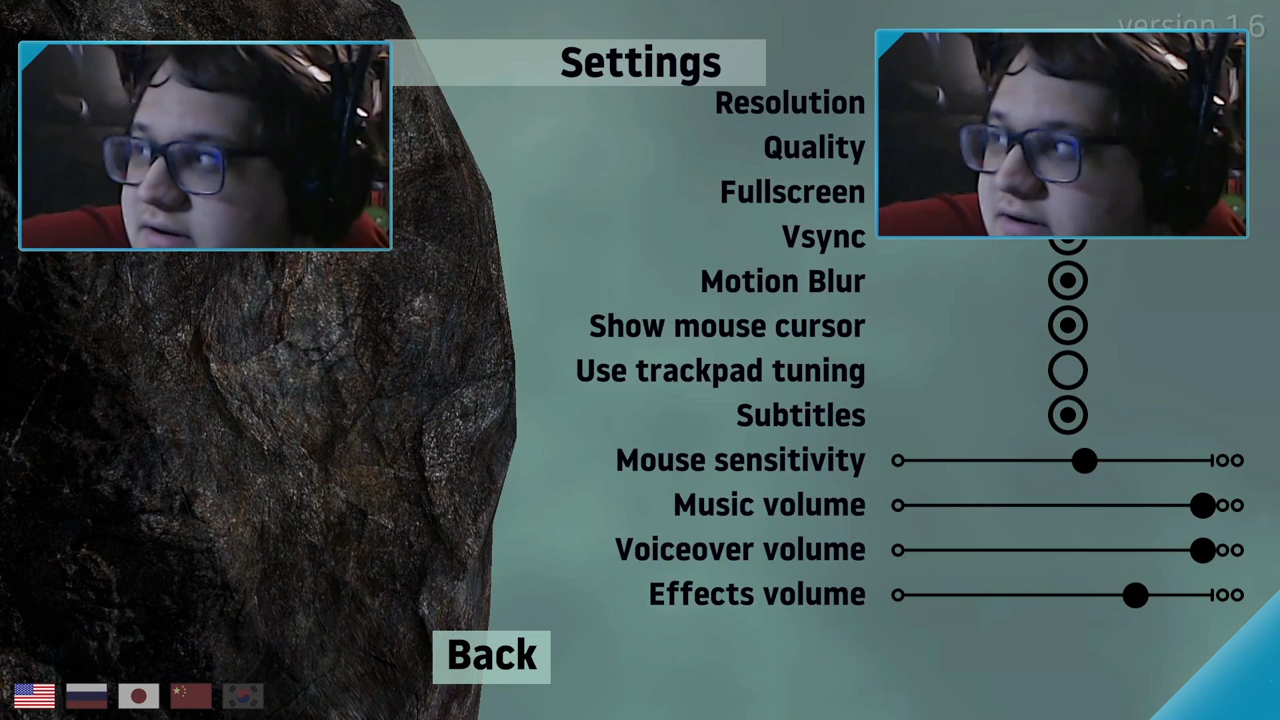 version 1.6
Settings
Resolution
Quality
Fullscreen
Vsync
Motion Blur
Show mouse cursor
Use trackpad tuning
Subtitles
Mouse sensitivity
Music volume
Voiceover volume
Effects volume
Back